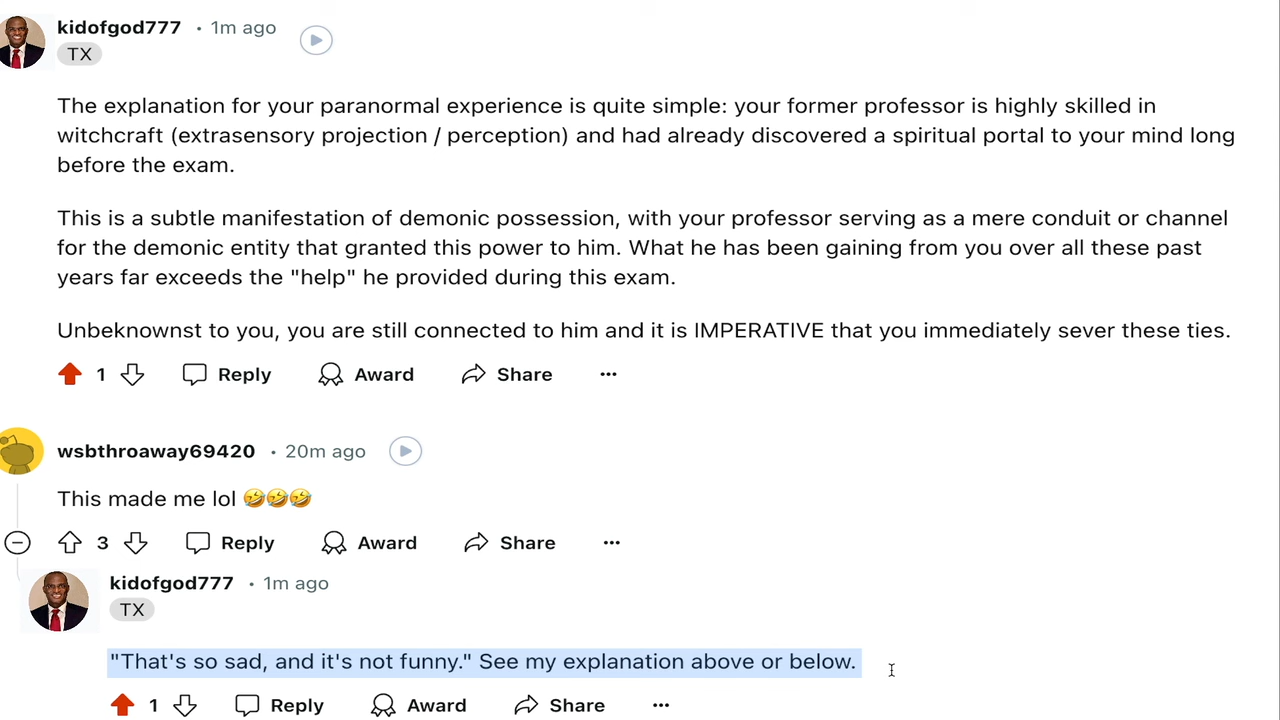 kidofgod777 • 1m ago
TX
The explanation for your paranormal experience is quite simple: your former professor is highly skilled in
witchcraft (extrasensory projection / perception) and had already discovered a spiritual portal to your mind long
before the exam.
This is a subtle manifestation of demonic possession, with your professor serving as a mere conduit or channel
for the demonic entity that granted this power to him. What he has been gaining from you over all these past
years far exceeds the "help" he provided during this exam.
Unbeknownst to you, you are still connected to him and it is IMPERATIVE that you immediately sever these ties.
1 Reply Award Share ...
wsbthroaway69420 • 20m ago
This made me lol 🤣🤣🤣
3 Reply Award Share ...
kidofgod777 • 1m ago
TX
"That's so sad, and it's not funny." See my explanation above or below.
1 Reply Award Share ...